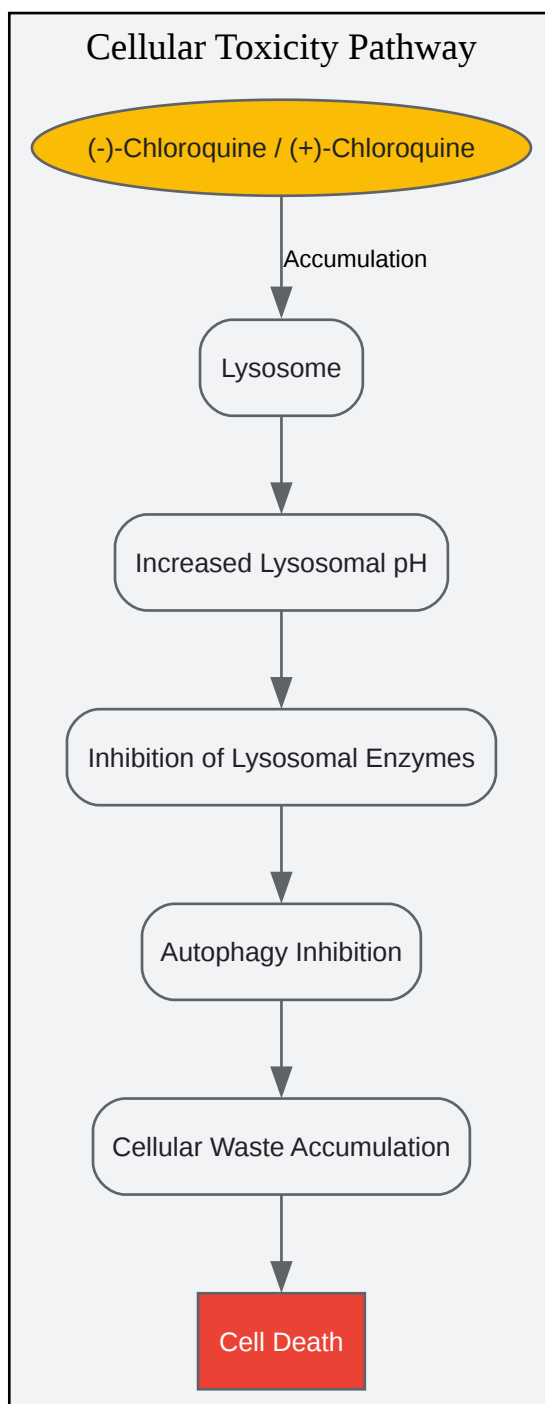 Cellular Toxicity Pathway
(-)-Chloroquine / (+)-Chloroquine
Accumulation
Lysosome
Increased Lysosomal pH
Inhibition of Lysosomal Enzymes
Autophagy Inhibition
Cellular Waste Accumulation
Cell Death